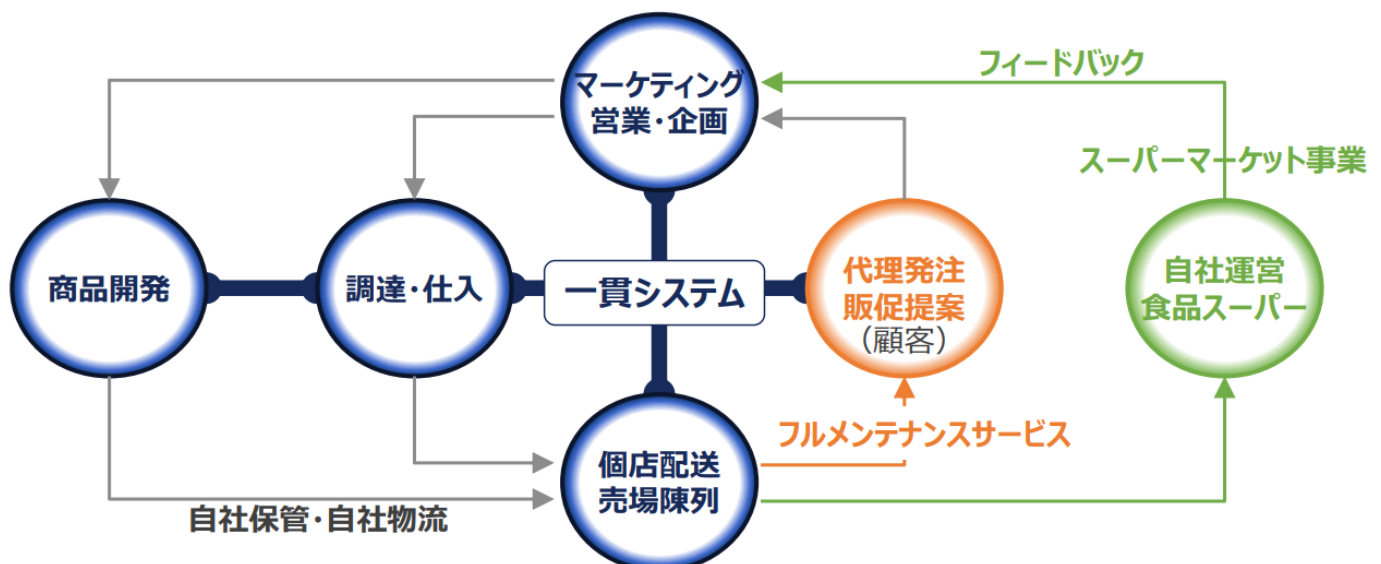 フィードバック
マーケティング
営業・企画
スーパーマーケット事業
商品開発
調達・仕入
一貫システム
代理発注
販促提案
（顧客）
自社運営
食品スーパー
フルメンテナンスサービス
個店配送
売場陳列
自社保管・自社物流